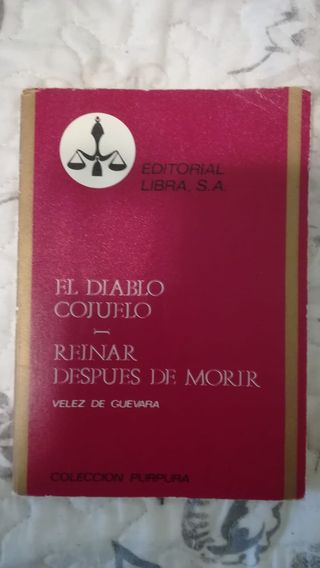 EDITORIAL
LIBRA, S.A.
EL DIABLO
COJUELO
—
REINAR
DESPUES DE MORIR
VELEZ DE GUEVARA
COLECCION PURPURA